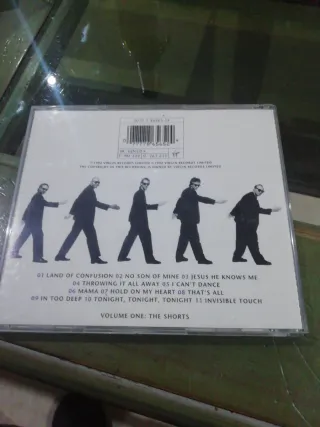 01 LAND OF CONFUSION 02 NO SON OF MINE 03 JESUS HE KNOWS ME
04 THROWING IT ALL AWAY 05 I CAN'T DANCE
06 MAMA 07 HOLD ON MY HEART 08 THAT'S ALL
09 IN TOO DEEP 10 TONIGHT, TONIGHT, TONIGHT 11 INVISIBLE TOUCH
VOLUME ONE: THE SHORTS